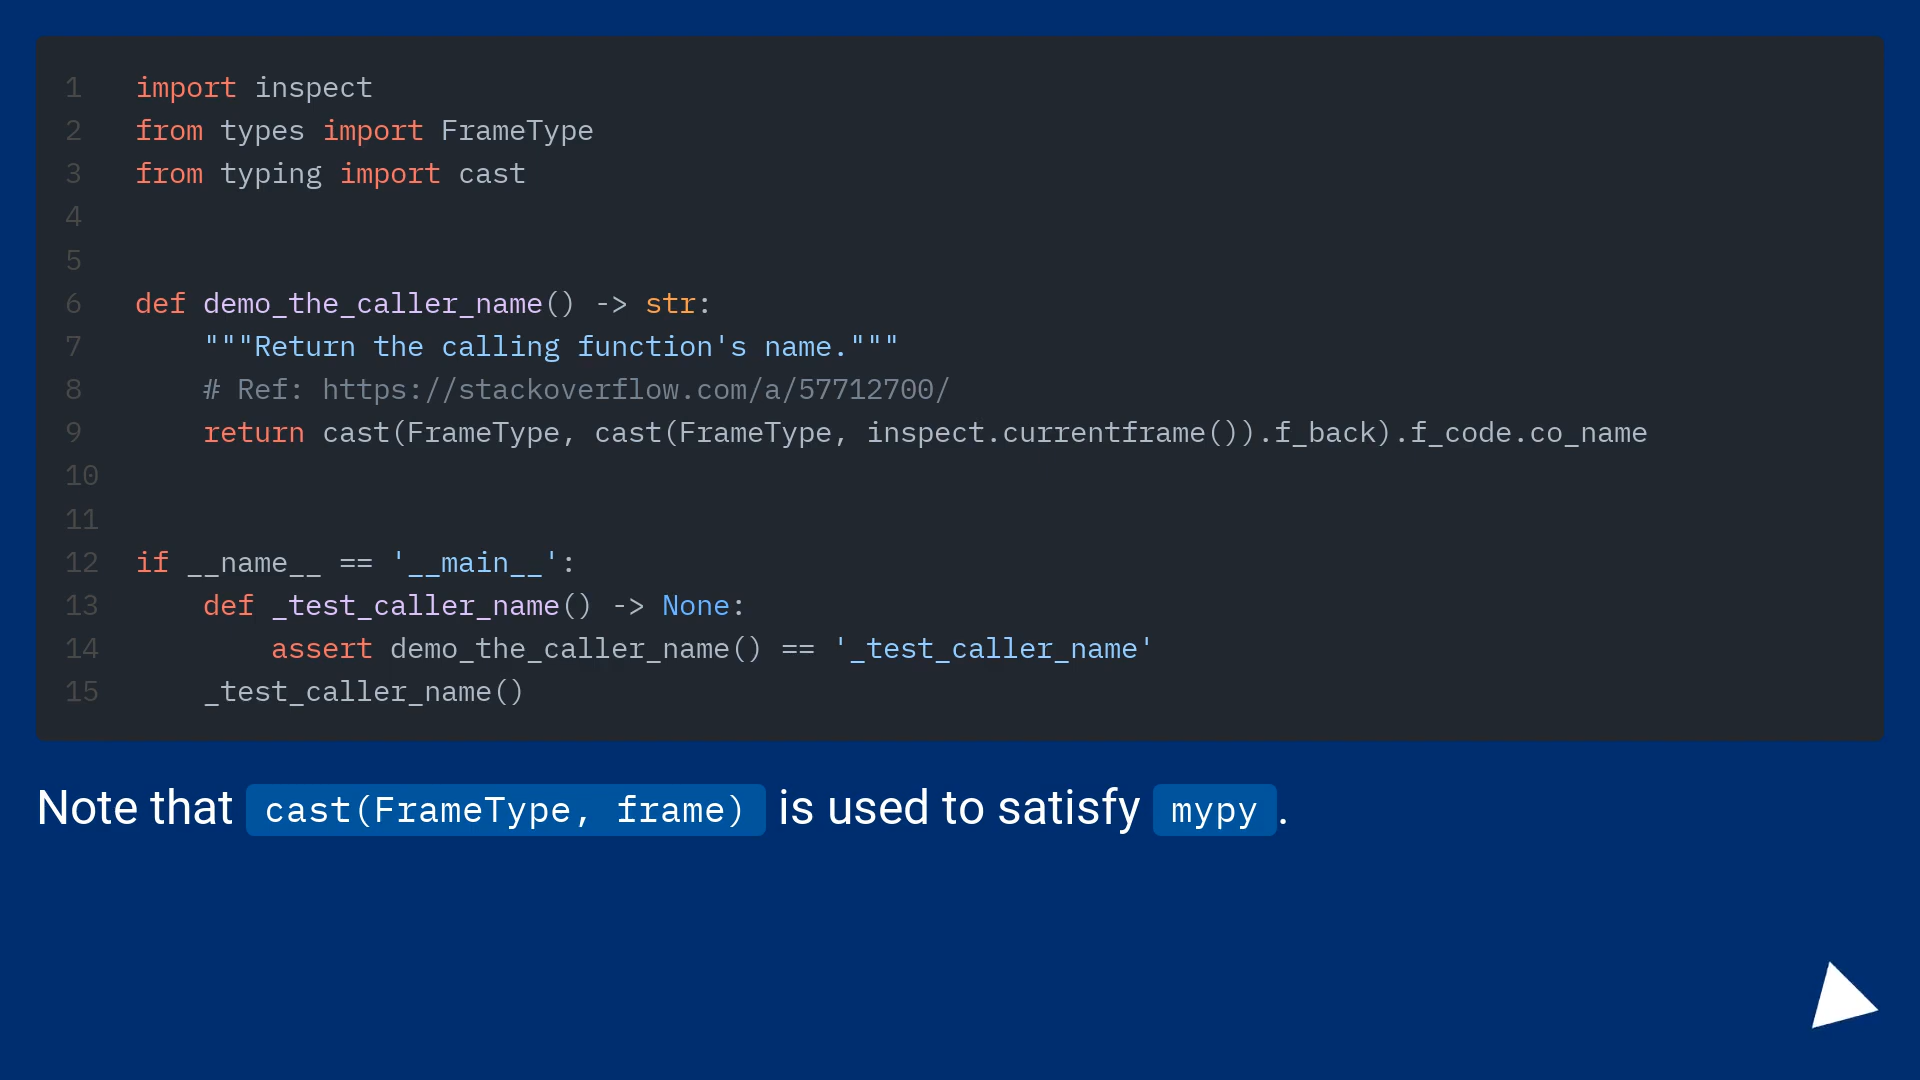 1 import inspect
2 from types import FrameType
3 from typing import cast
4
5
6 def demo_the_caller_name() -> str:
7     """Return the calling function's name."""
8     # Ref: https://stackoverflow.com/a/57712700/
9     return cast(FrameType, cast(FrameType, inspect.currentframe()).f_back).f_code.co_name
10
11
12 if __name__ == '__main__':
13     def _test_caller_name() -> None:
14         assert demo_the_caller_name() == '_test_caller_name'
15     _test_caller_name()
Note that cast(FrameType, frame) is used to satisfy mypy.